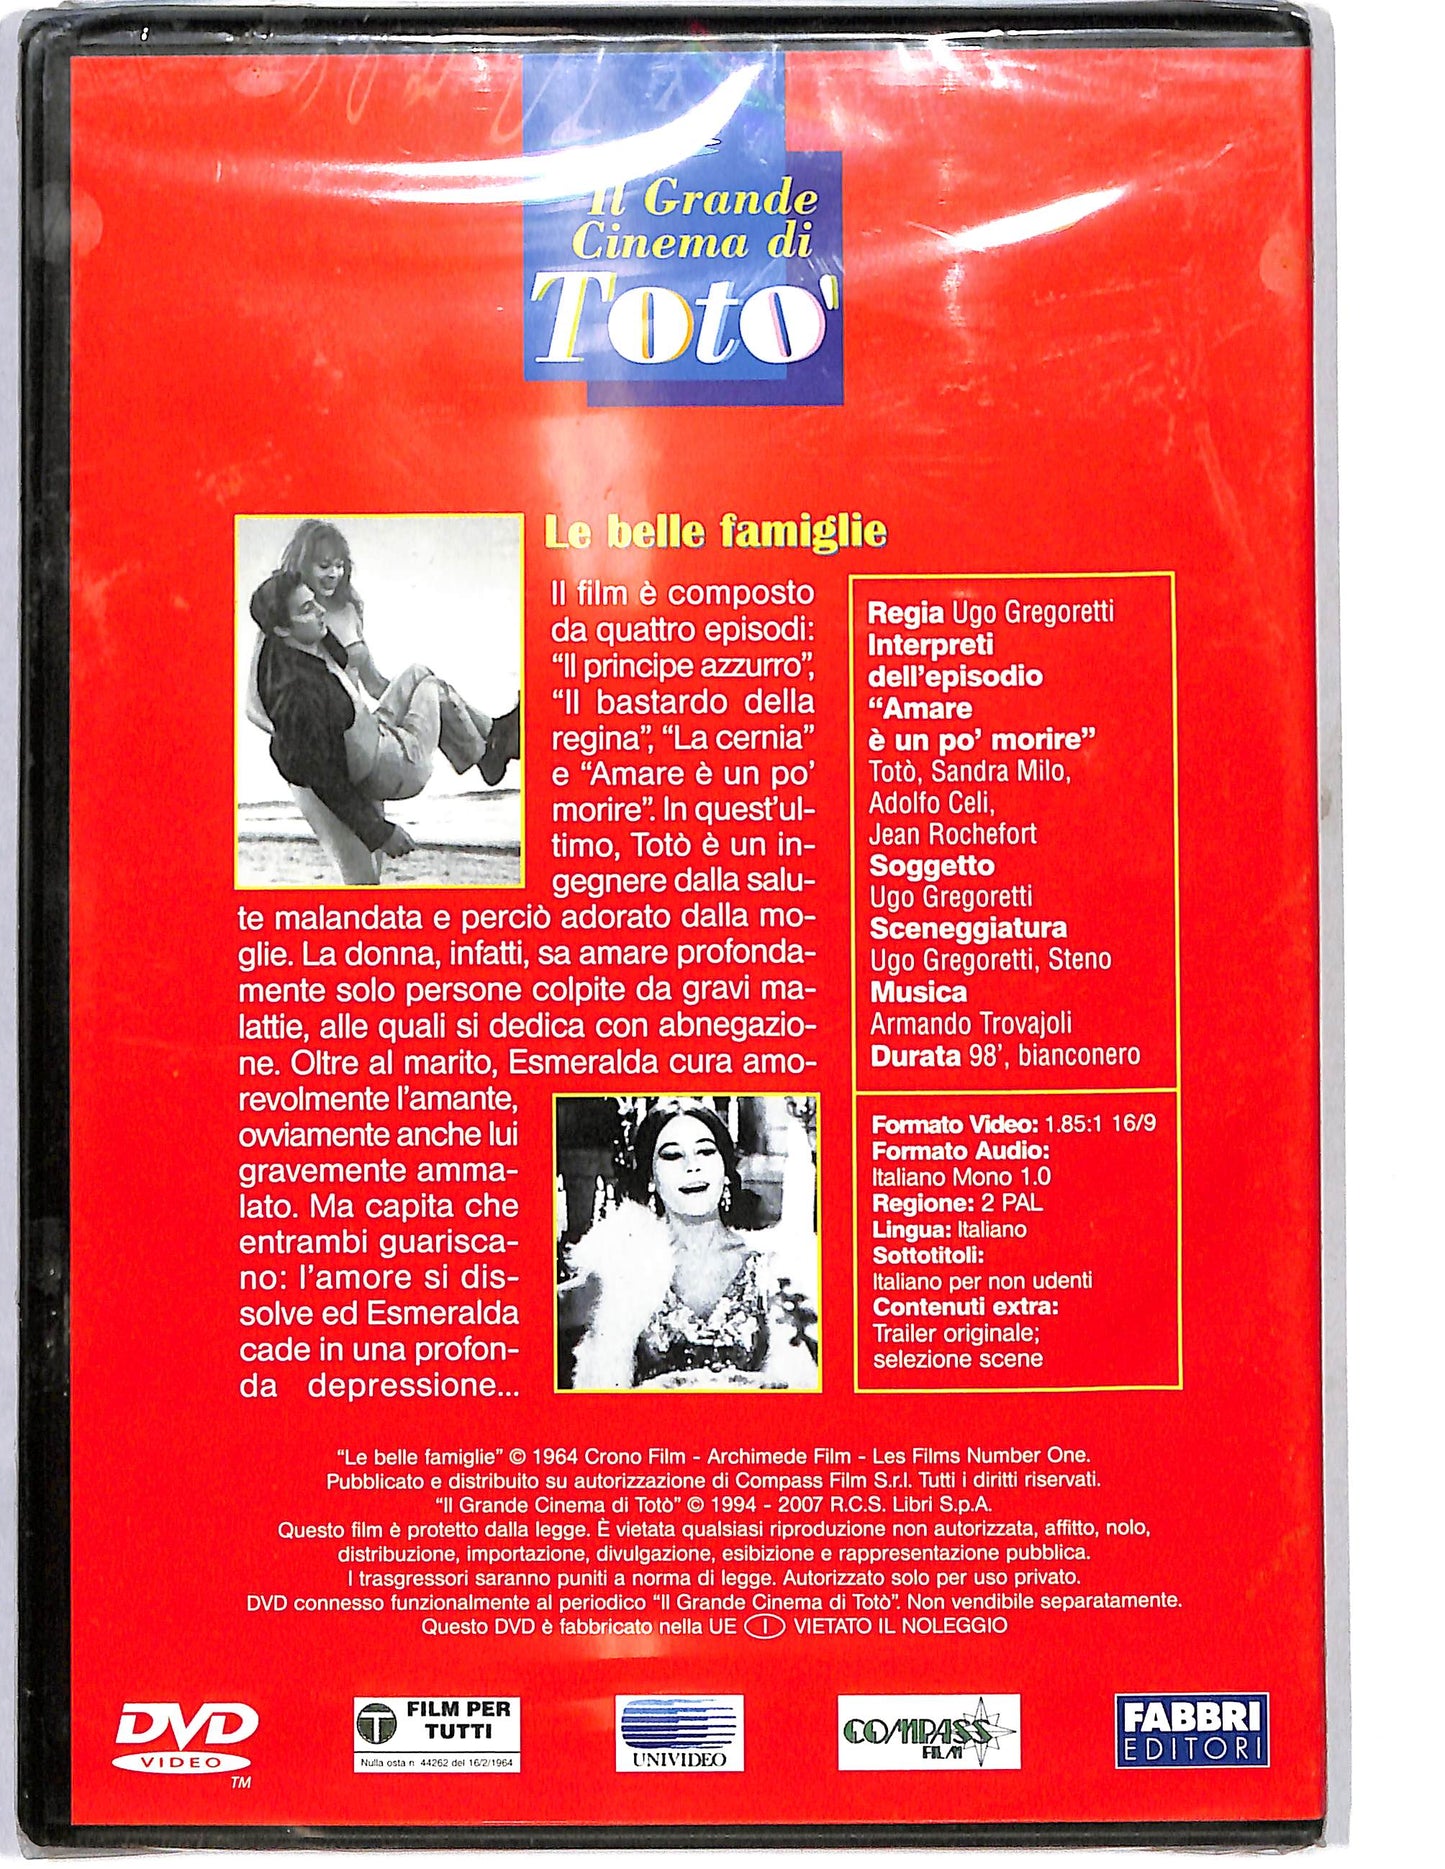 Il Grande
Cinema di
Totò
Le belle famiglie
Il film è composto
da quattro episodi:
“Il principe azzurro”,
“Il bastardo della
regina”, “La cernia”
e “Amare è un po’
morire”. In quest’ul-
timo, Totò è un in-
gegnere dalla salu-
te malandata e perciò adorato dalla mo-
glie. La donna, infatti, sa amare profonda-
mente solo persone colpite da gravi ma-
lattie, alle quali si dedica con abnegazio-
ne. Oltre al marito, Esmeralda cura amo-
revolmente l’amante,
ovviamente anche lui
gravemente amma-
lato. Ma capita che
entrambi guarisca-
no: l’amore si dis-
solve ed Esmeralda
cade in una profon-
da depressione...
Regia Ugo Gregoretti
Interpreti
dell’episodio
“Amare
è un po’ morire”
Totò, Sandra Milo,
Adolfo Celi,
Jean Rochefort
Soggetto
Ugo Gregoretti
Sceneggiatura
Ugo Gregoretti, Steno
Musica
Armando Trovajoli
Durata 98’, bianconero
Formato Video: 1.85:1 16/9
Formato Audio:
Italiano Mono 1.0
Regione: 2 PAL
Lingua: Italiano
Sottotitoli:
Italiano per non udenti
Contenuti extra:
Trailer originale;
selezione scene
“Le belle famiglie” © 1964 Crono Film - Archimede Film - Les Films Number One.
Pubblicato e distribuito su autorizzazione di Compass Film S.r.l. Tutti i diritti riservati.
“Il Grande Cinema di Totò” © 1994 - 2007 R.C.S. Libri S.p.A.
Questo film è protetto dalla legge. È vietata qualsiasi riproduzione non autorizzata, affitto, nolo,
distribuzione, importazione, divulgazione, esibizione e rappresentazione pubblica.
I trasgressori saranno puniti a norma di legge. Autorizzato solo per uso privato.
DVD connesso funzionalmente al periodico “Il Grande Cinema di Totò”. Non vendibile separatamente.
Questo DVD è fabbricato nella UE I VIETATO IL NOLEGGIO
DVD
VIDEO
TM
T FILM PER
TUTTI
Nulla osta n 44262 del 16/2/1964
UNIVIDEO
COMPASS
FILM
FABBRI
EDITORI